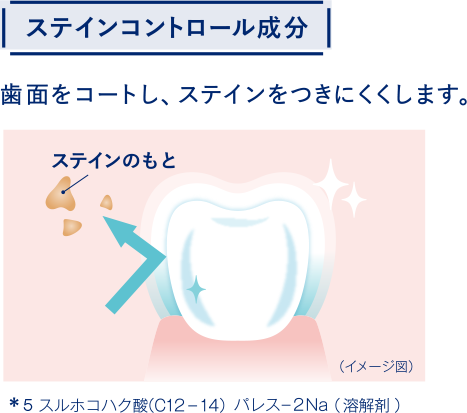 ステインコントロール成分
歯面をコートし、ステインをつきにくくします。
ステインのもと
（イメージ図）
＊5 スルホコハク酸(C12−14) パレス−2Na（溶解剤）